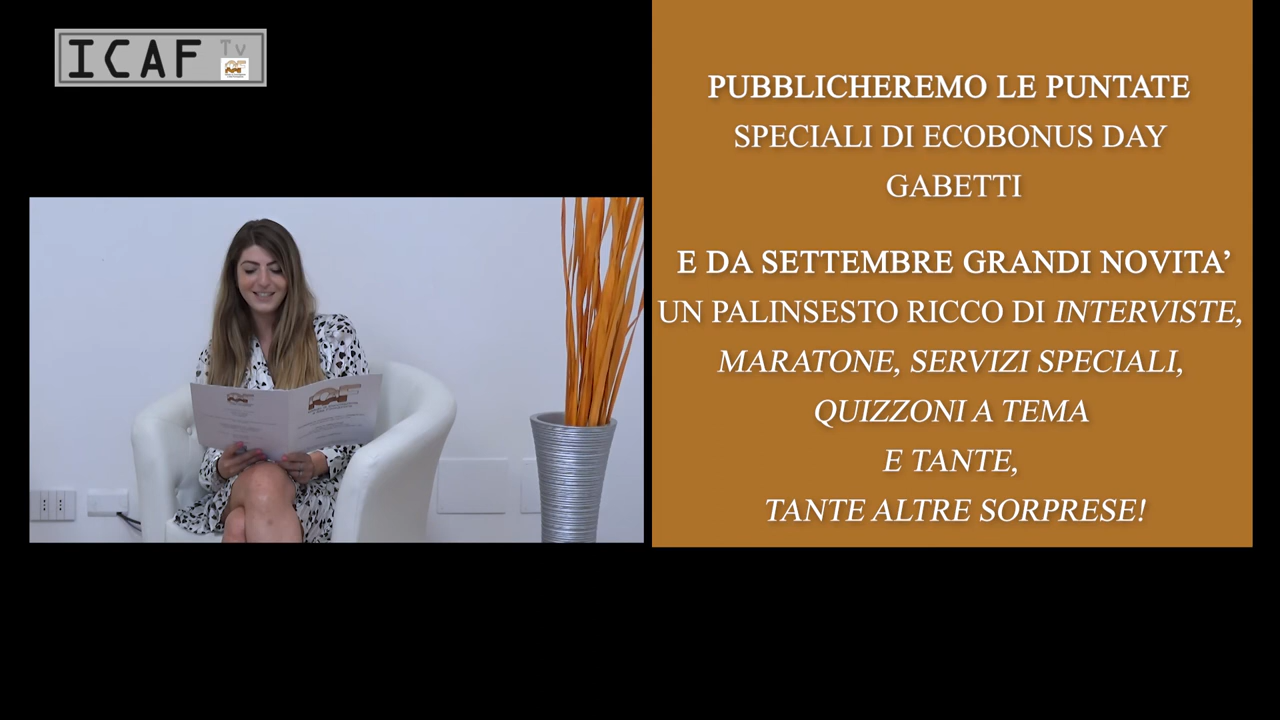 ICAF Tv
PUBBLICHEREMO LE PUNTATE
SPECIALI DI ECOBONUS DAY
GABETTI
E DA SETTEMBRE GRANDI NOVITA’
UN PALINSESTO RICCO DI INTERVISTE,
MARATONE, SERVIZI SPECIALI,
QUIZZONI A TEMA
E TANTE,
TANTE ALTRE SORPRESE!